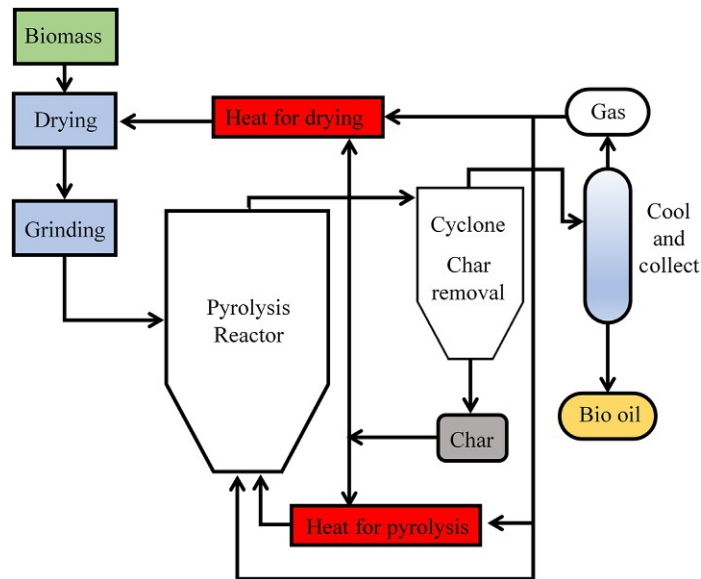 Biomass
Drying
Heat for drying
Gas
Grinding
Cyclone
Char
removal
Cool
and
collect
Pyrolysis
Reactor
Char
Bio oil
Heat for pyrolysis